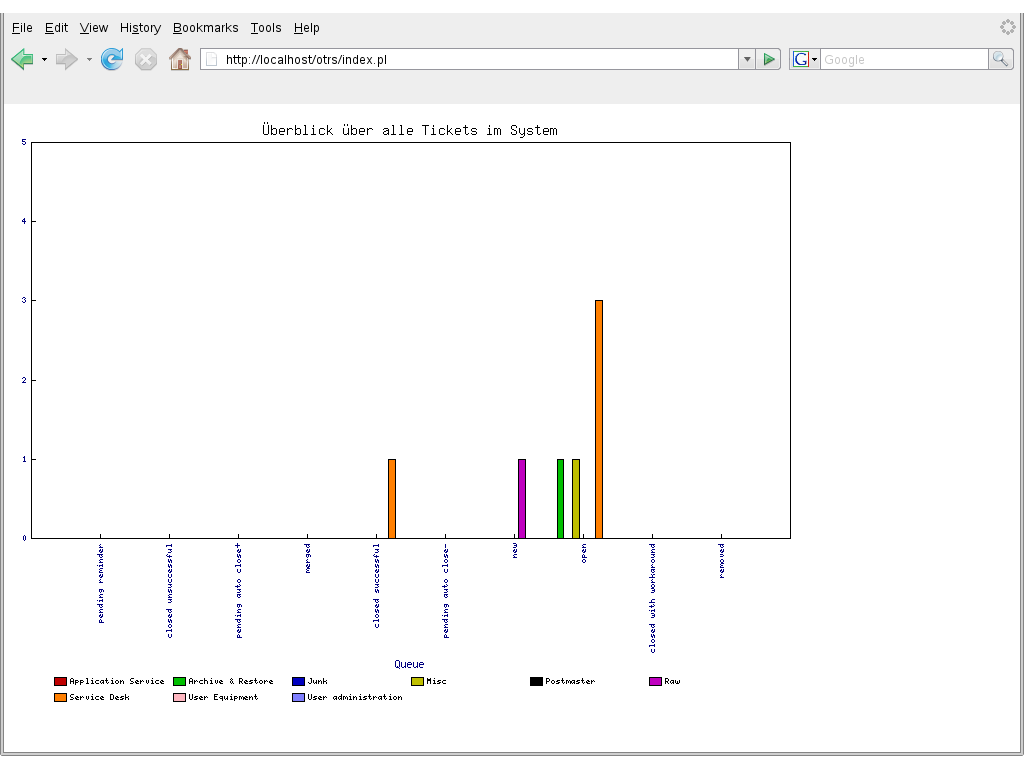 File Edit View History Bookmarks Tools Help
http://localhost/otrs/index.pl
G Google
Überblick über alle Tickets im System
5
4
3
2
1
0
pending reminder
closed unsuccessful
pending auto close+
merged
closed successful
pending auto close-
new
open
closed with workaround
removed
Queue
Application Service Archive & Restore Junk Misc Postmaster Raw
Service Desk User Equipment User administration